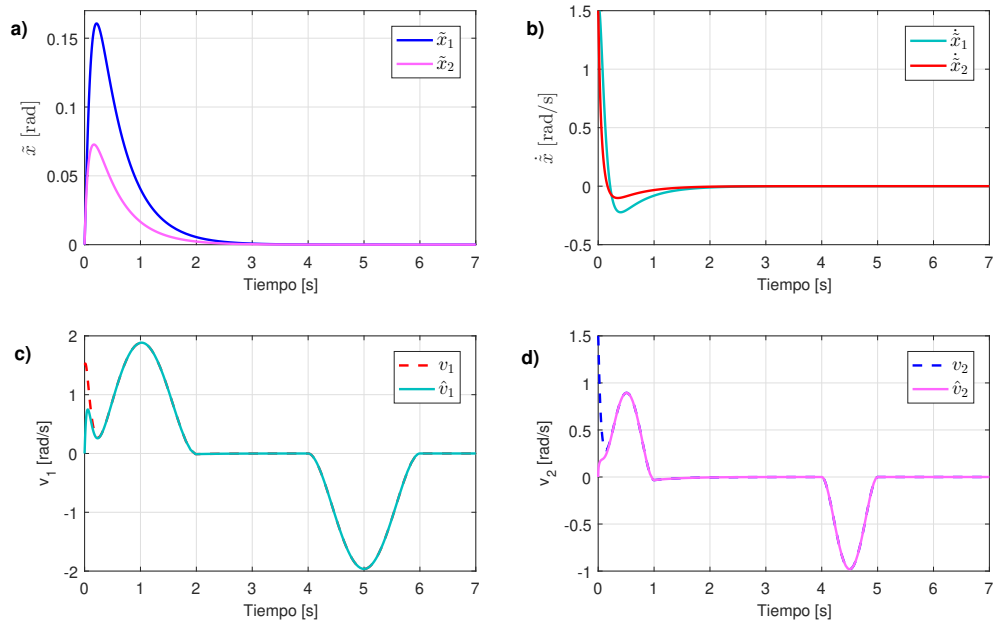 a)
x̃ [rad]
0.15
0.1
0.05
0
x̃₁
x̃₂
0 1 2 3 4 5 6 7
Tiempo [s]
b)
x̃̇ [rad/s]
1.5
1
0.5
0
-0.5
x̃̇₁
x̃̇₂
0 1 2 3 4 5 6 7
Tiempo [s]
c)
v₁ [rad/s]
2
1
0
-1
-2
v₁
v̂₁
0 1 2 3 4 5 6 7
Tiempo [s]
d)
v₂ [rad/s]
1.5
1
0.5
0
-0.5
-1
v₂
v̂₂
0 1 2 3 4 5 6 7
Tiempo [s]